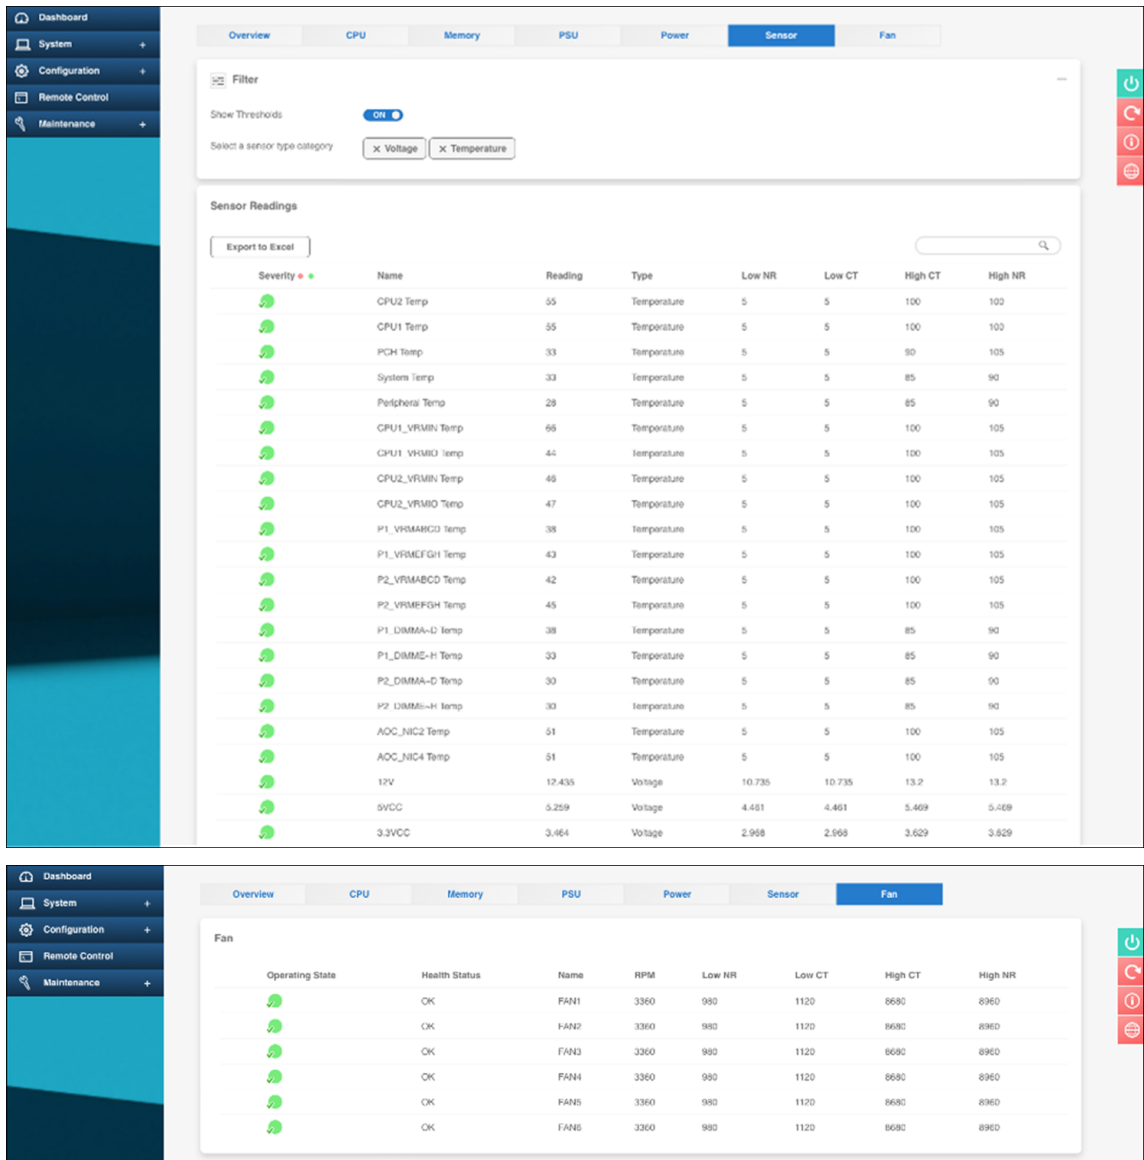 Dashboard
System +
Configuration +
Remote Control
Maintenance +
Overview CPU Memory PSU Power Sensor Fan
Filter
Show Thresholds ON
Select a sensor type category × Voltage × Temperature
Sensor Readings
Export to Excel
Severity Name Reading Type Low NR Low CT High CT High NR
CPU2 Temp 55 Temperature 5 5 100 100
CPU1 Temp 55 Temperature 5 5 100 100
PCH Temp 33 Temperature 5 5 90 105
System Temp 33 Temperature 5 5 85 90
Peripheral Temp 28 Temperature 5 5 85 90
CPU1_VRMIN Temp 66 Temperature 5 5 100 105
CPU1_VRMIO Temp 44 Temperature 5 5 100 105
CPU2_VRMIN Temp 46 Temperature 5 5 100 105
CPU2_VRMIO Temp 47 Temperature 5 5 100 105
P1_VRMABCD Temp 38 Temperature 5 5 100 105
P1_VRMEFGH Temp 43 Temperature 5 5 100 105
P2_VRMABCD Temp 42 Temperature 5 5 100 105
P2_VRMEFGH Temp 45 Temperature 5 5 100 105
P1_DIMMA~D Temp 38 Temperature 5 5 85 90
P1_DIMME~H Temp 33 Temperature 5 5 85 90
P2_DIMMA~D Temp 30 Temperature 5 5 85 90
P2_DIMME~H Temp 30 Temperature 5 5 85 90
AOC_NIC2 Temp 51 Temperature 5 5 100 105
AOC_NIC4 Temp 51 Temperature 5 5 100 105
12V 12.435 Voltage 10.735 10.735 13.2 13.2
5VCC 5.259 Voltage 4.461 4.461 5.469 5.469
3.3VCC 3.464 Voltage 2.968 2.968 3.629 3.629
Dashboard
System +
Configuration +
Remote Control
Maintenance +
Overview CPU Memory PSU Power Sensor Fan
Fan
Operating State Health Status Name RPM Low NR Low CT High CT High NR
OK FAN1 3360 980 1120 8680 8960
OK FAN2 3360 980 1120 8680 8960
OK FAN3 3360 980 1120 8680 8960
OK FAN4 3360 980 1120 8680 8960
OK FAN5 3360 980 1120 8680 8960
OK FAN6 3360 980 1120 8680 8960